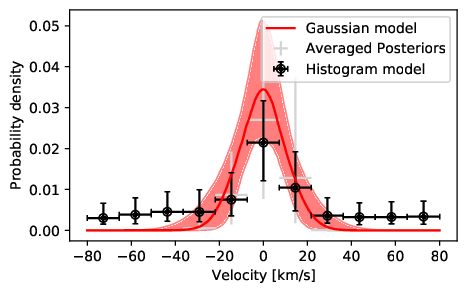 Gaussian model
Averaged Posteriors
Histogram model
Probability density
0.05
0.04
0.03
0.02
0.01
0.00
−80 −60 −40 −20 0 20 40 60 80
Velocity [km/s]